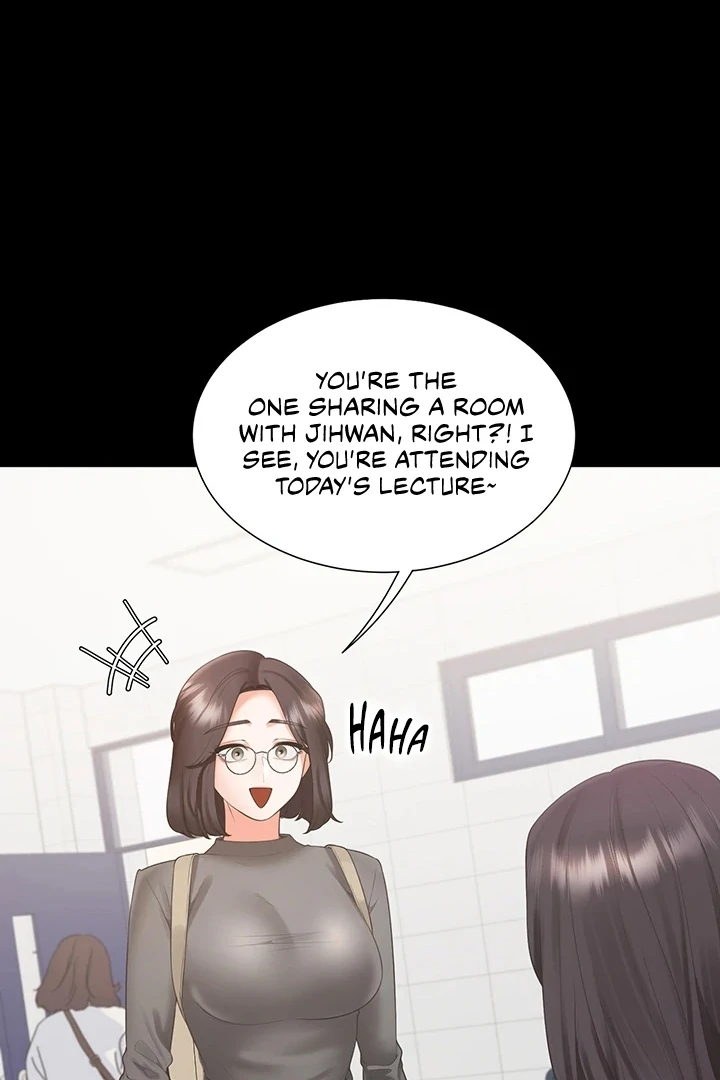 YOU'RE THE
ONE SHARING A ROOM
WITH JIHWAN, RIGHT?! I
SEE, YOU'RE ATTENDING
TODAY'S LECTURE~
HAHA